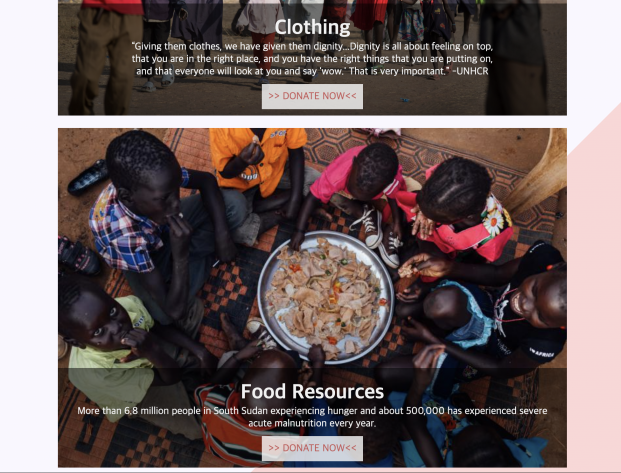 Clothing
"Giving them clothes, we have given them dignity...Dignity is all about feeling on top,
that you are in the right place, and you have the right things that you are putting on,
and that everyone will look at you and say 'wow.' That is very important." -UNHCR
>> DONATE NOW<<
AFRICA
Food Resources
More than 6,8 million people in South Sudan experiencing hunger and about 500,000 has experienced severe
acute malnutrition every year.
>> DONATE NOW<<